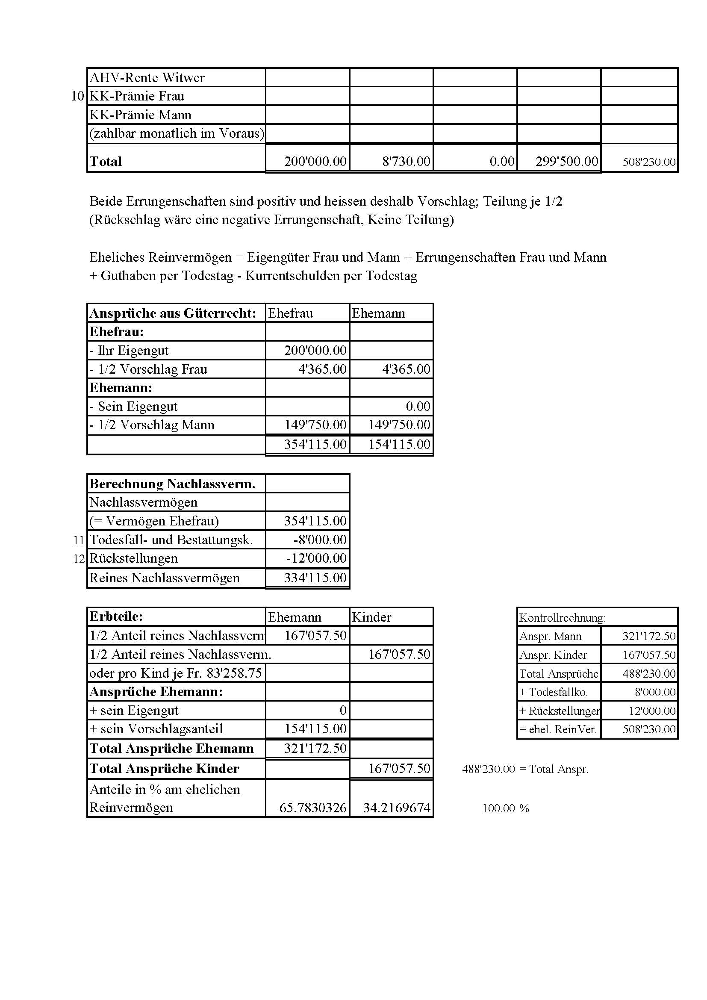 AHV-Rente Witwer
10 KK-Prämie Frau
KK-Prämie Mann
(zahlbar monatlich im Voraus)
Total 200'000.00 8'730.00 0.00 299'500.00 508'230.00
Beide Errungenschaften sind positiv und heissen deshalb Vorschlag; Teilung je 1/2
(Rückschlag wäre eine negative Errungenschaft, Keine Teilung)
Eheliches Reinvermögen = Eigengüter Frau und Mann + Errungenschaften Frau und Mann
+ Guthaben per Todestag - Kurrentschulden per Todestag
Ansprüche aus Güterrecht: Ehefrau Ehemann
Ehefrau:
- Ihr Eigengut 200'000.00
- 1/2 Vorschlag Frau 4'365.00 4'365.00
Ehemann:
- Sein Eigengut 0.00
- 1/2 Vorschlag Mann 149'750.00 149'750.00
354'115.00 154'115.00
Berechnung Nachlassverm.
Nachlassvermögen
(= Vermögen Ehefrau) 354'115.00
11 Todesfall- und Bestattungsk. -8'000.00
12 Rückstellungen -12'000.00
Reines Nachlassvermögen 334'115.00
Erbteile: Ehemann Kinder Kontrollrechnung:
1/2 Anteil reines Nachlassverm 167'057.50 Anspr. Mann 321'172.50
1/2 Anteil reines Nachlassverm. 167'057.50 Anspr. Kinder 167'057.50
oder pro Kind je Fr. 83'258.75 Total Ansprüche 488'230.00
Ansprüche Ehemann: + Todesfallko. 8'000.00
+ sein Eigengut 0 + Rückstellungen 12'000.00
+ sein Vorschlagsanteil 154'115.00 = ehel. ReinVer. 508'230.00
Total Ansprüche Ehemann 321'172.50
Total Ansprüche Kinder 167'057.50 488'230.00 = Total Anspr.
Anteile in % am ehelichen
Reinvermögen 65.7830326 34.2169674 100.00 %